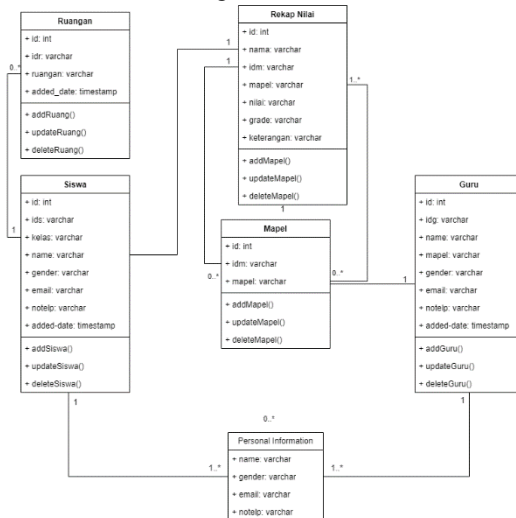 Ruangan
+ id: int
+ idr: varchar
+ ruangan: varchar
+ added_date: timestamp
+ addRuang()
+ updateRuang()
+ deleteRuang()
0..*
1
Rekap Nilai
+ id: int
+ nama: varchar
+ idm: varchar
+ mapel: varchar
+ nilai: varchar
+ grade: varchar
+ keterangan: varchar
+ addMapel()
+ updateMapel()
+ deleteMapel()
1
1
1..*
1
Siswa
+ id: int
+ ids: varchar
+ kelas: varchar
+ name: varchar
+ gender: varchar
+ email: varchar
+ notelp: varchar
+ added-date: timestamp
+ addSiswa()
+ updateSiswa()
+ deleteSiswa()
1
Mapel
+ id: int
+ idm: varchar
+ mapel: varchar
+ addMapel()
+ updateMapel()
+ deleteMapel()
0..*
0..*
1
Guru
+ id: int
+ idg: varchar
+ name: varchar
+ mapel: varchar
+ gender: varchar
+ email: varchar
+ notelp: varchar
+ added-date: timestamp
+ addGuru()
+ updateGuru()
+ deleteGuru()
1
0..*
Personal Information
+ name: varchar
+ gender: varchar
+ email: varchar
+ notelp: varchar
1..*
1..*